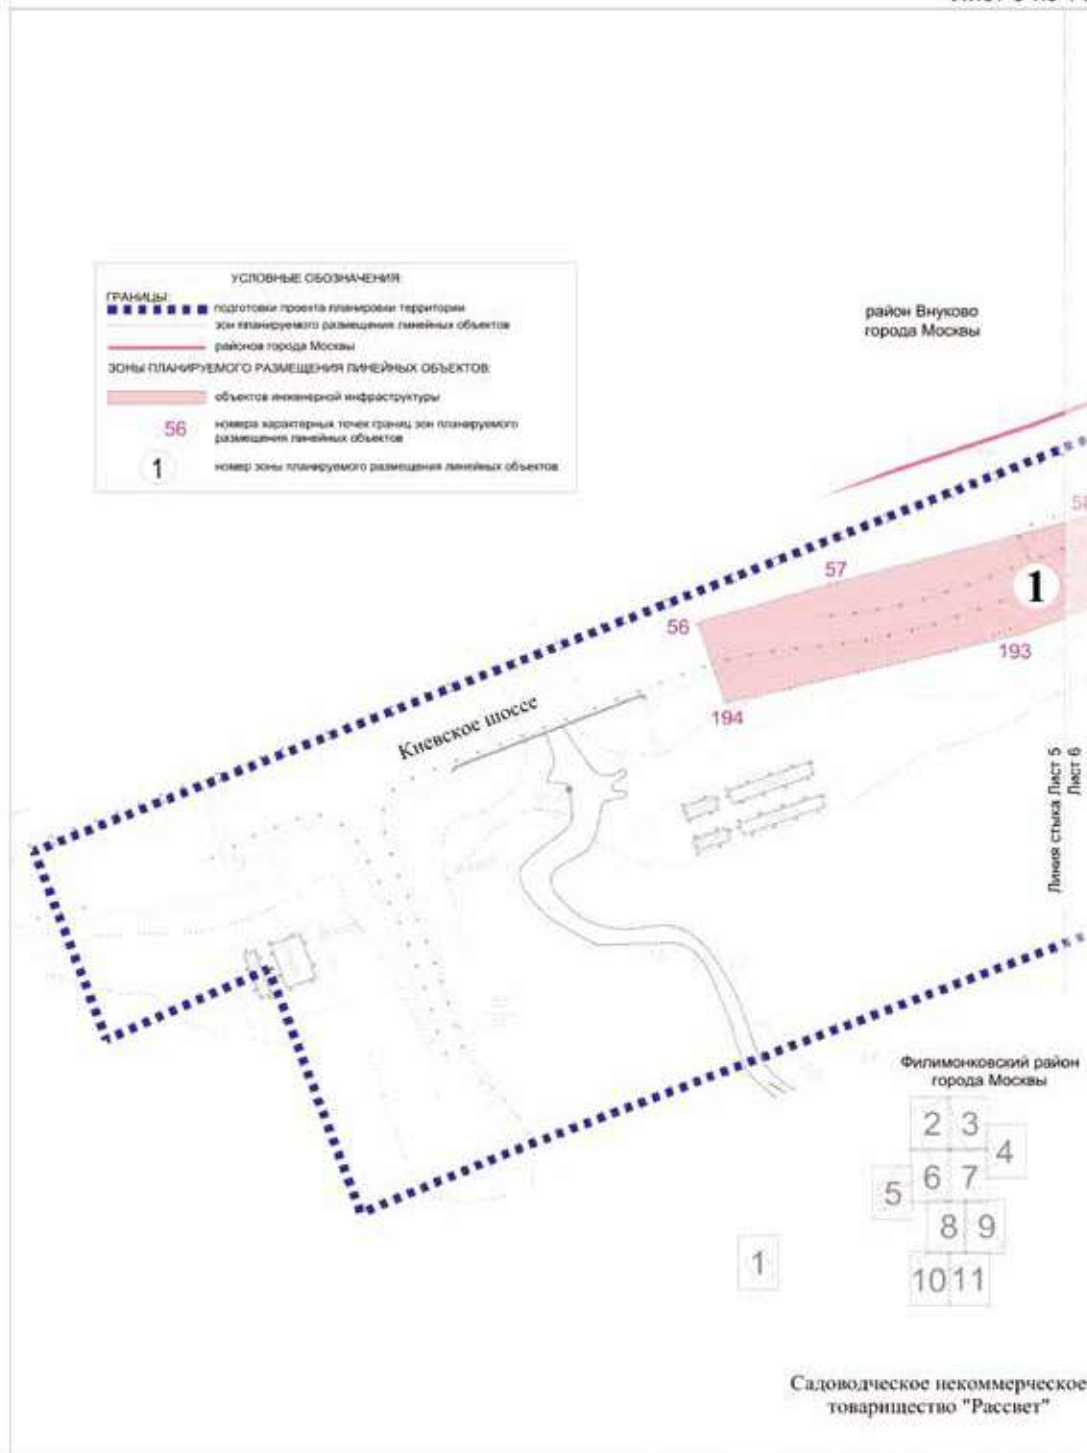 УСЛОВНЫЕ ОБОЗНАЧЕНИЯ:
ГРАНИЦЫ:
подготовки проекта планировки территории
зон планируемого размещения линейных объектов
районов города Москвы
ЗОНЫ ПЛАНИРУЕМОГО РАЗМЕЩЕНИЯ ЛИНЕЙНЫХ ОБЪЕКТОВ:
объектов инженерной инфраструктуры
56
номера характерных точек границ зон планируемого
размещения линейных объектов
1
номер зоны планируемого размещения линейных объектов
район Внуково
города Москвы
58
57
1
56
193
194
Киевское шоссе
Линия стыка Лист 5
Лист 6
Филимонковский район
города Москвы
2 3
4
6 7
5
8 9
1
10 11
Садоводческое некоммерческое
товарищество "Рассвет"